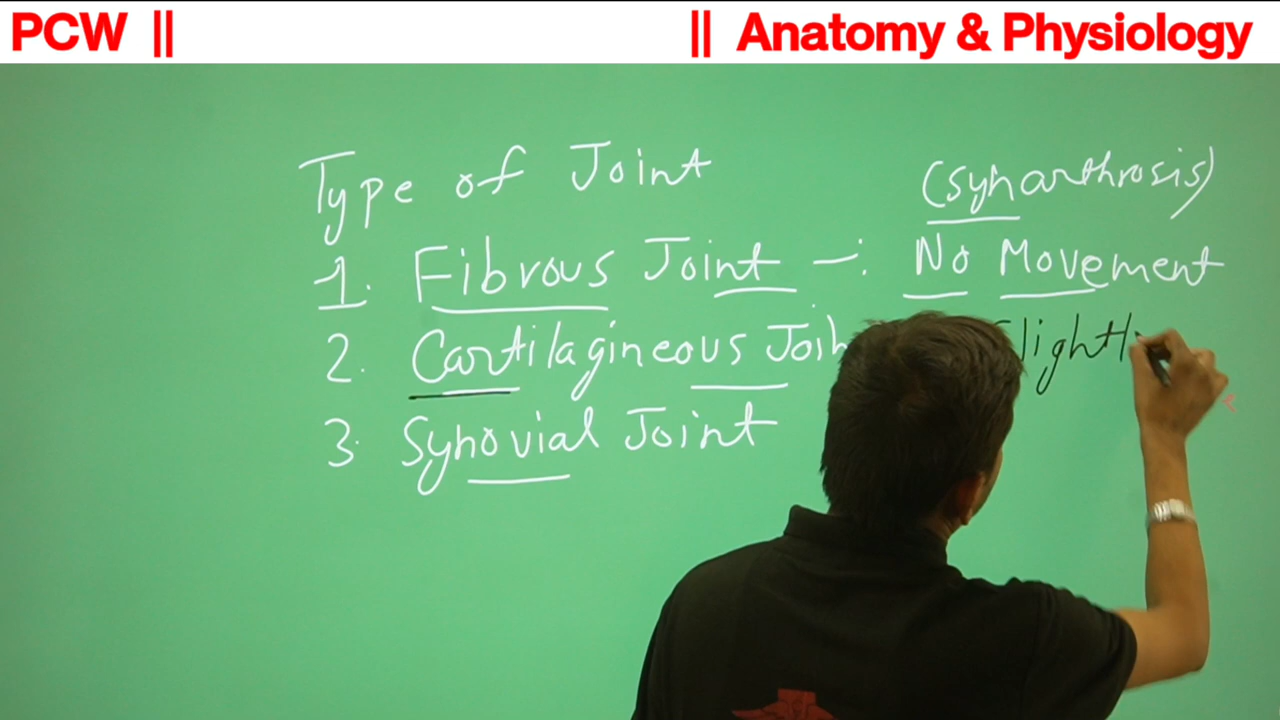 PCW || || Anatomy & Physiology
Type of Joint (synarthrosis)
1. Fibrous Joint -: No Movement
2. Cartilagineous
3. Synovial Joint